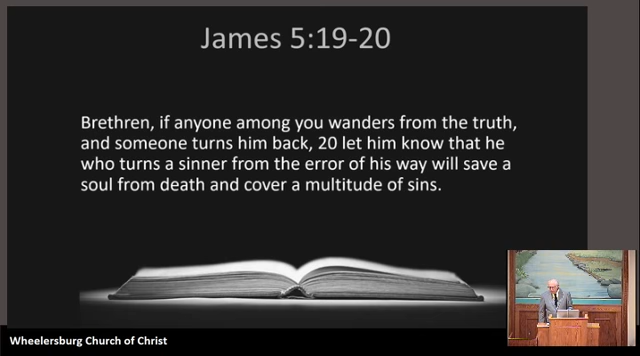 James 5:19-20
Brethren, if anyone among you wanders from the truth,
and someone turns him back, 20 let him know that he
who turns a sinner from the error of his way will save a
soul from death and cover a multitude of sins.
Wheelersburg Church of Christ